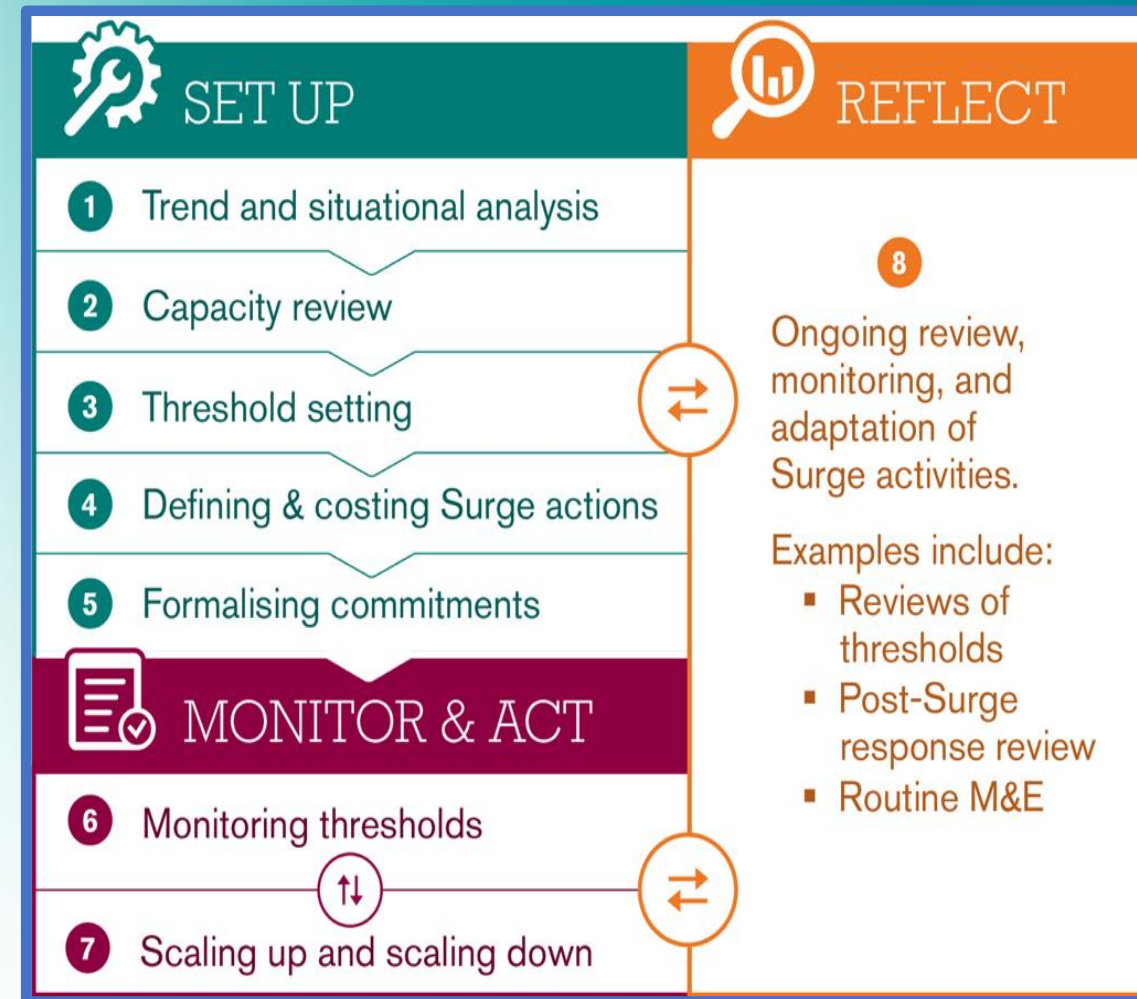 SET UP
1 Trend and situational analysis
2 Capacity review
3 Threshold setting
4 Defining & costing Surge actions
5 Formalising commitments
MONITOR & ACT
6 Monitoring thresholds
7 Scaling up and scaling down
REFLECT
8
Ongoing review,
monitoring, and
adaptation of
Surge activities.
Examples include:
▪ Reviews of
thresholds
▪ Post-Surge
response review
▪ Routine M&E